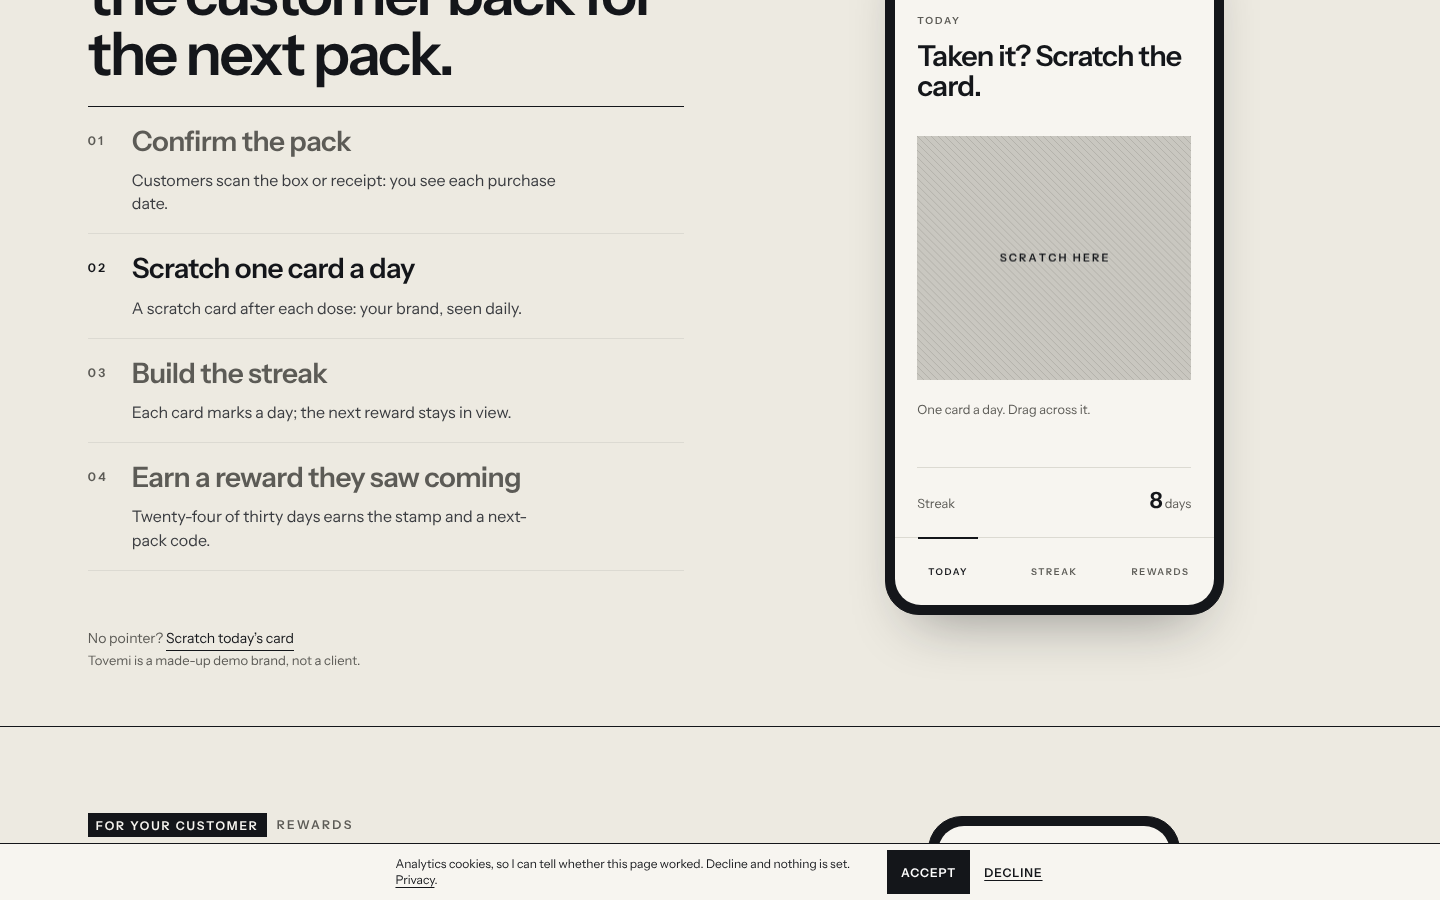 the customer back for
the next pack.
01
Confirm the pack
Customers scan the box or receipt: you see each purchase
date.
02
Scratch one card a day
A scratch card after each dose: your brand, seen daily.
03
Build the streak
Each card marks a day; the next reward stays in view.
04
Earn a reward they saw coming
Twenty-four of thirty days earns the stamp and a next-
pack code.
No pointer? Scratch today's card
Tovemi is a made-up demo brand, not a client.
TODAY
Taken it? Scratch the
card.
SCRATCH HERE
One card a day. Drag across it.
Streak
8 days
TODAY
STREAK
REWARDS
FOR YOUR CUSTOMER
REWARDS
Analytics cookies, so I can tell whether this page worked. Decline and nothing is set.
Privacy.
ACCEPT
DECLINE